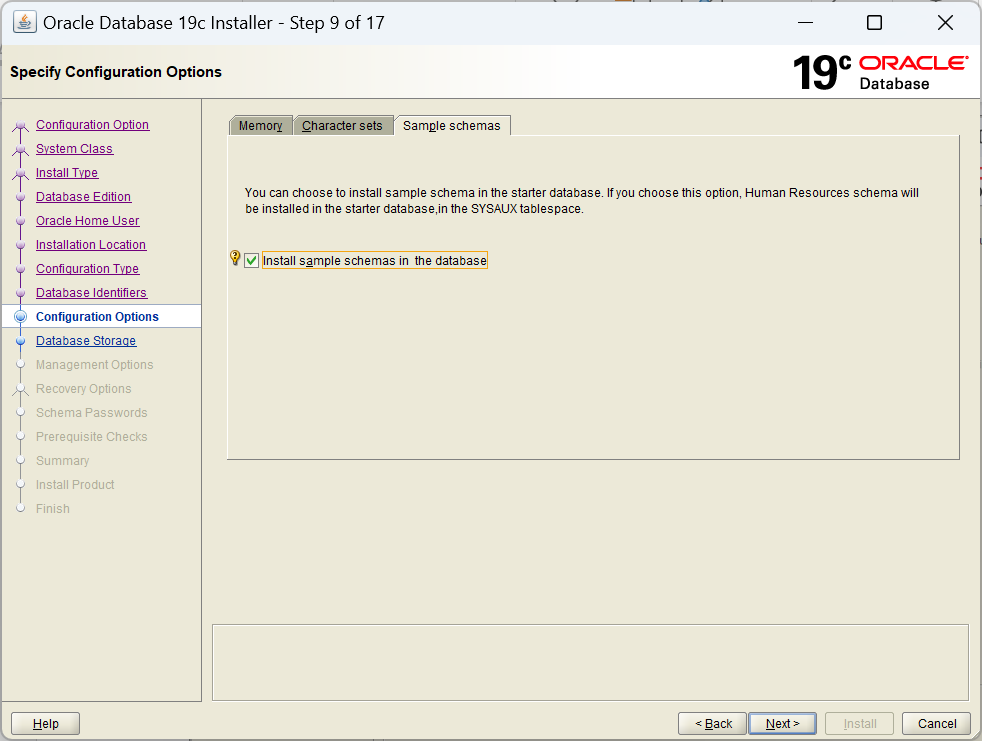 Oracle Database 19c Installer - Step 9 of 17
Specify Configuration Options
19c ORACLE
Database
Configuration Option
System Class
Install Type
Database Edition
Oracle Home User
Installation Location
Configuration Type
Database Identifiers
Configuration Options
Database Storage
Management Options
Recovery Options
Schema Passwords
Prerequisite Checks
Summary
Install Product
Finish
Memory Character sets Sample schemas
You can choose to install sample schema in the starter database. If you choose this option, Human Resources schema will
be installed in the starter database,in the SYSAUX tablespace.
Install sample schemas in the database
Help < Back Next > Install Cancel